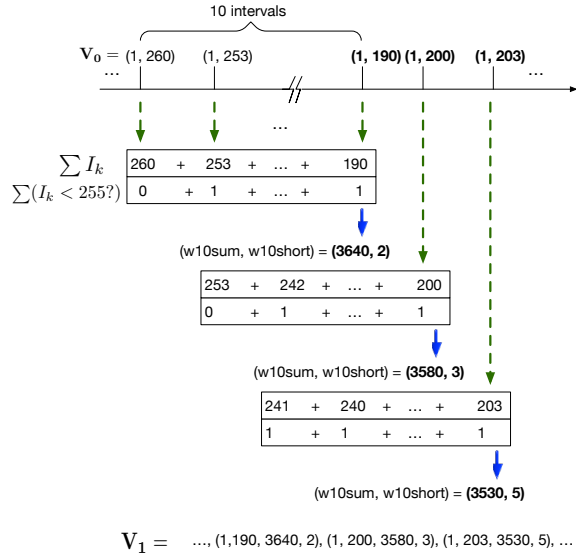 10 intervals
V₀ = (1, 260) (1, 253) (1, 190) (1, 200) (1, 203)
... ...
...
∑ I_k 260 + 253 + ... + 190
∑(I_k < 255?) 0 + 1 + ... + 1
(w10sum, w10short) = (3640, 2)
253 + 242 + ... + 200
0 + 1 + ... + 1
(w10sum, w10short) = (3580, 3)
241 + 240 + ... + 203
1 + 1 + ... + 1
(w10sum, w10short) = (3530, 5)
V₁ = ..., (1,190, 3640, 2), (1, 200, 3580, 3), (1, 203, 3530, 5), ...